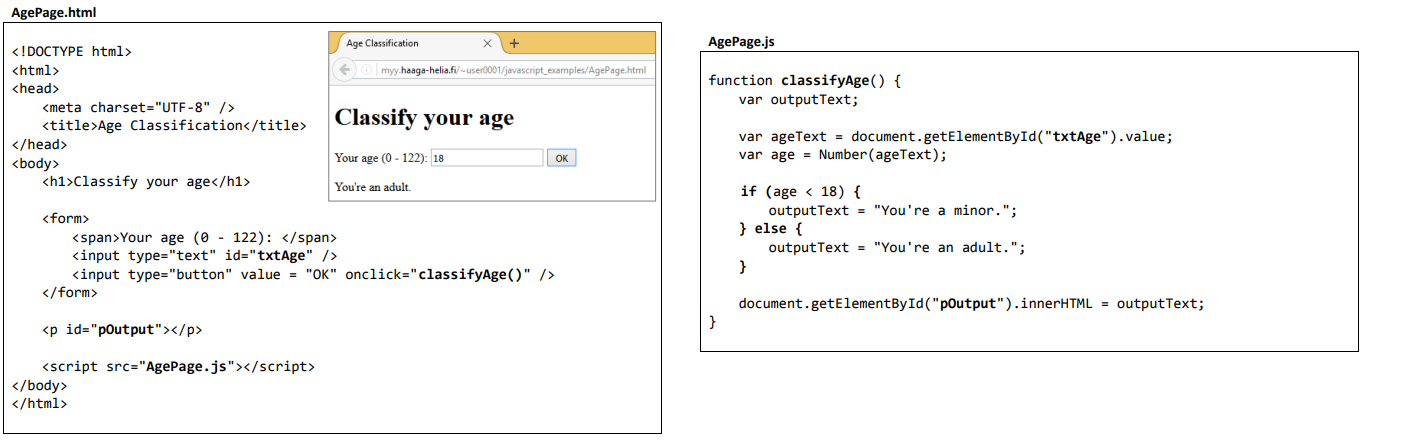 AgePage.html
<!DOCTYPE html>
<html>
<head>
    <meta charset="UTF-8" />
    <title>Age Classification</title>
</head>
<body>
    <h1>Classify your age</h1>

    <form>
        <span>Your age (0 - 122): </span>
        <input type="text" id="txtAge" />
        <input type="button" value = "OK" onclick="classifyAge()" />
    </form>

    <p id="pOutput"></p>

    <script src="AgePage.js"></script>
</body>
</html>
Age Classification × +
myy.haaga-helia.fi/~user0001/javascript_examples/AgePage.html
Classify your age
Your age (0 - 122): 18 OK
You're an adult.
AgePage.js
function classifyAge() {
    var outputText;

    var ageText = document.getElementById("txtAge").value;
    var age = Number(ageText);

    if (age < 18) {
        outputText = "You're a minor.";
    } else {
        outputText = "You're an adult.";
    }

    document.getElementById("pOutput").innerHTML = outputText;
}